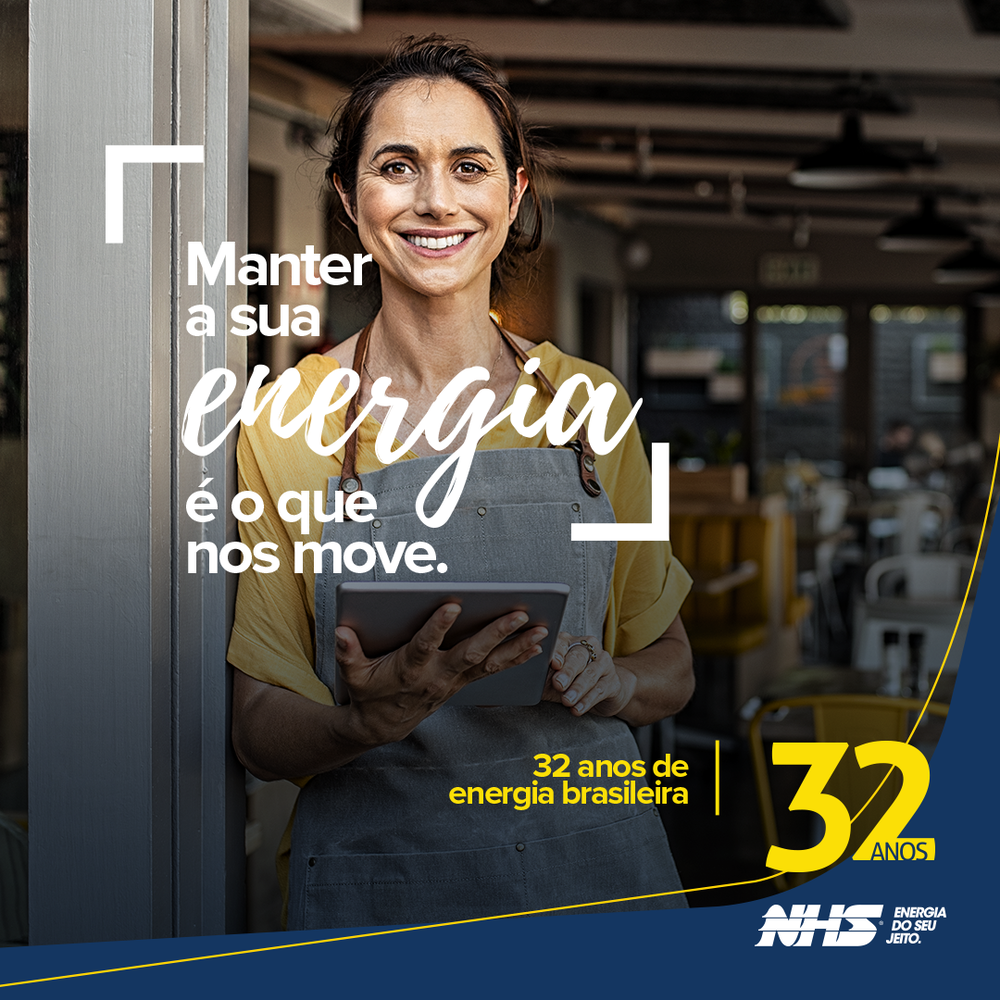 Manter
a sua
energia
é o que
nos move.
32 anos de
energia brasileira
32
ANOS
NHS
ENERGIA
DO SEU
JEITO.